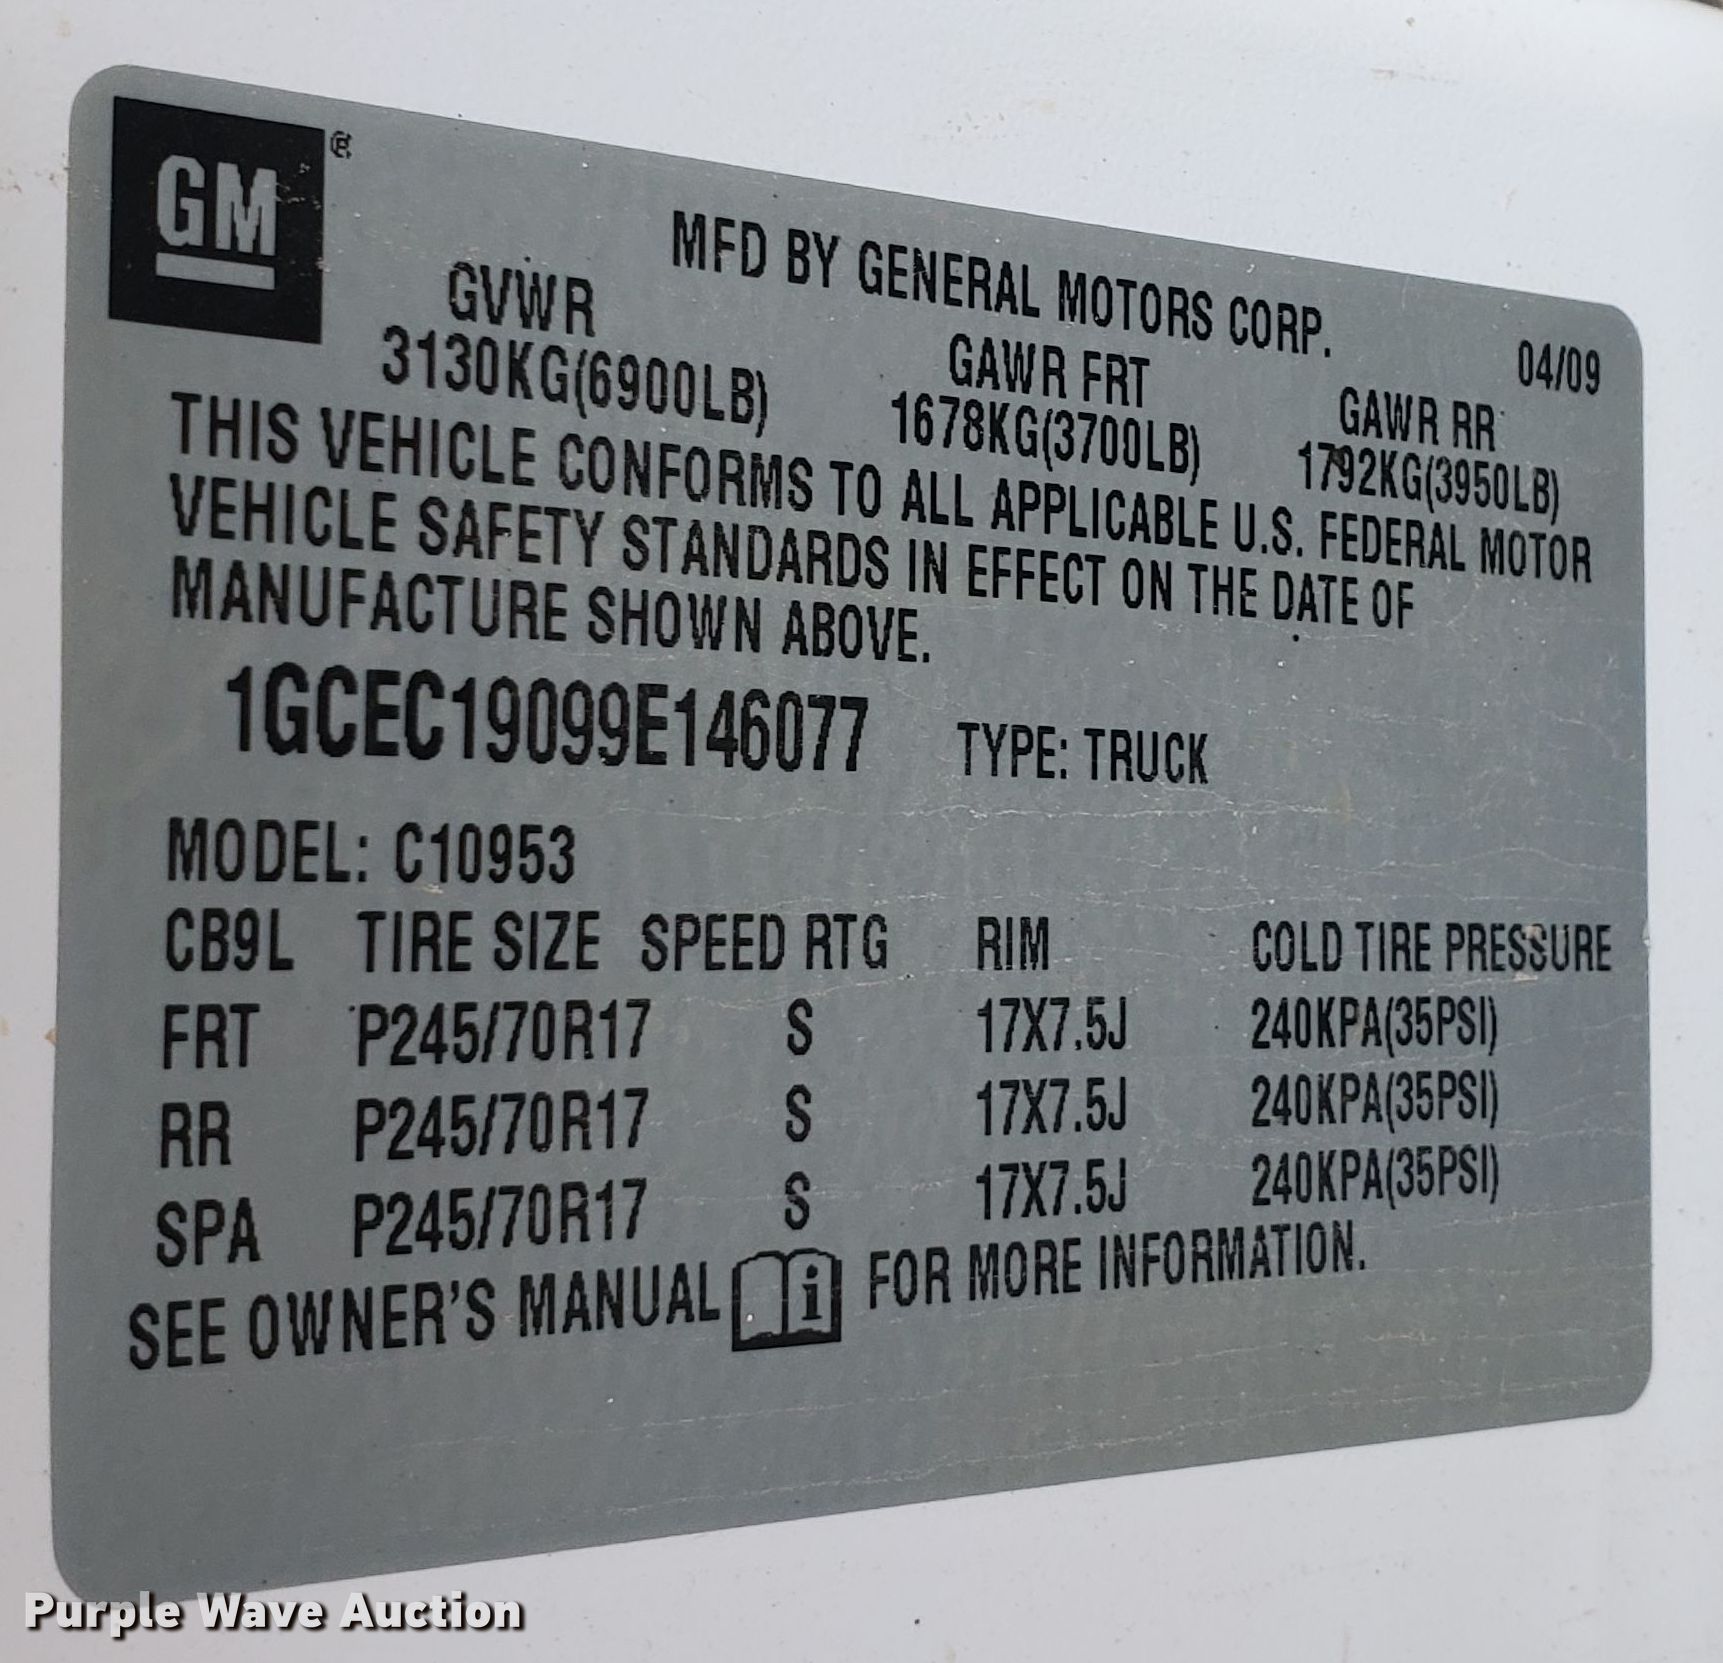 GM
MFD BY GENERAL MOTORS CORP.
04/09
GVWR
GAWR FRT
GAWR RR
3130KG(6900LB)
1678KG(3700LB)
1792KG(3950LB)
THIS VEHICLE CONFORMS TO ALL APPLICABLE U.S. FEDERAL MOTOR
VEHICLE SAFETY STANDARDS IN EFFECT ON THE DATE OF
MANUFACTURE SHOWN ABOVE.
1GCEC19099E146077 TYPE: TRUCK
MODEL: C10953
CB9L TIRE SIZE SPEED RTG RIM COLD TIRE PRESSURE
FRT P245/70R17 S 17X7.5J 240KPA(35PSI)
RR P245/70R17 S 17X7.5J 240KPA(35PSI)
SPA P245/70R17 S 17X7.5J 240KPA(35PSI)
SEE OWNER'S MANUAL i FOR MORE INFORMATION.
Purple Wave Auction